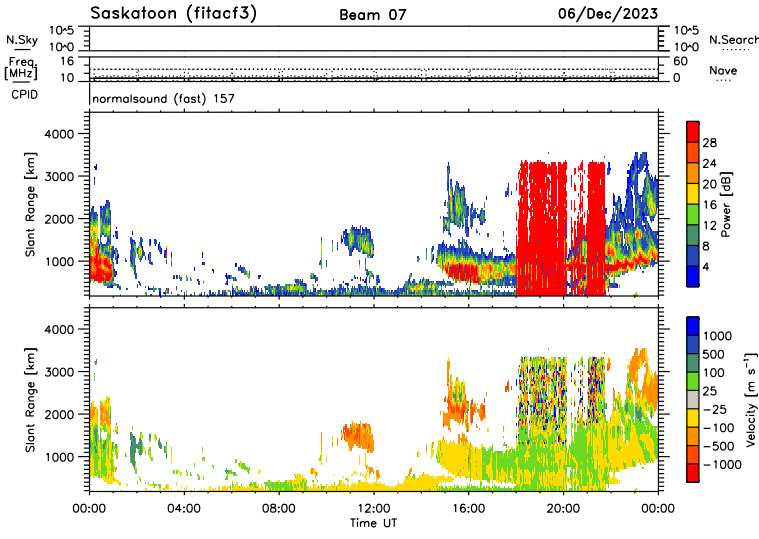 Saskatoon (fitacf3) Beam 07 06/Dec/2023
N.Sky 10^5 10^0 10^5 10^0 N.Search
Freq. [MHz] 16 10 60 0 Nave
CPID normalsound (fast) 157
Slant Range [km]
4000
3000
2000
1000
28
24
20
16
12
8
4
Power [dB]
Slant Range [km]
4000
3000
2000
1000
1000
500
100
25
-25
-100
-500
-1000
Velocity [m s⁻¹]
00:00 04:00 08:00 12:00 16:00 20:00 00:00
Time UT